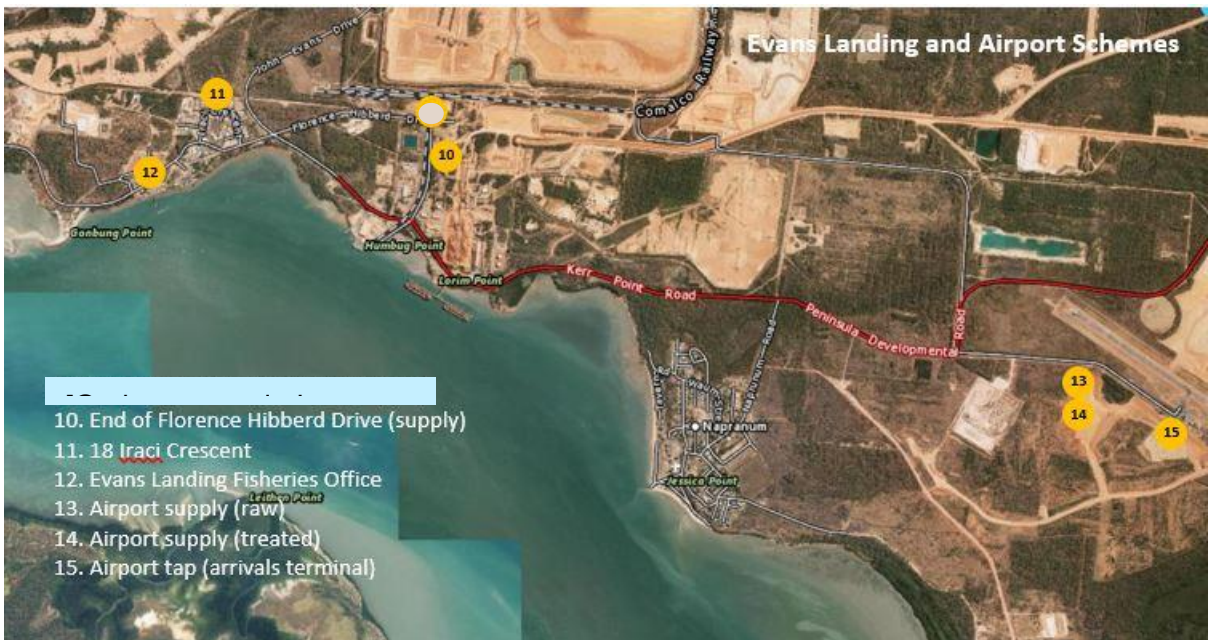 Evans Landing and Airport Schemes
11
John Evans Drive
Comalco Railway
Florence Hibberd
10
12
Gonbung Point
Humbug Point
Lorim Point
Kerr Point Road
Peninsula Developmental Road
Napranum Road
13
14
15
Napranum
Jessica Point
10. End of Florence Hibberd Drive (supply)
11. 18 Iraci Crescent
12. Evans Landing Fisheries Office
Leithen Point
13. Airport supply (raw)
14. Airport supply (treated)
15. Airport tap (arrivals terminal)